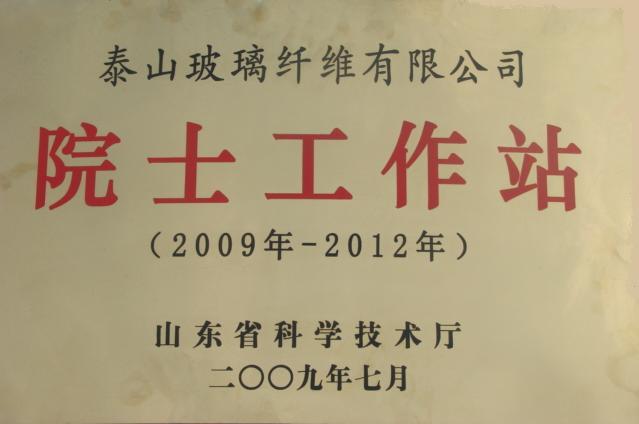 泰山玻璃纤维有限公司
院士工作站
（2009年-2012年）
山东省科学技术厅
二〇〇九年七月